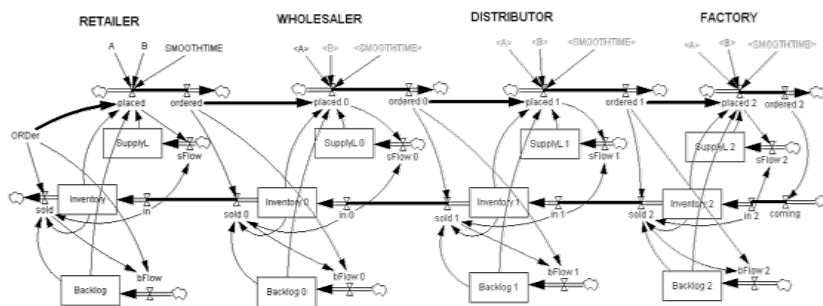 RETAILER
WHOLESALER
DISTRIBUTOR
FACTORY
A B SMOOTHTIME
<A> <B> <SMOOTHTIME>
<A> <B> <SMOOTHTIME>
<A> <B> <SMOOTHTIME>
placed ordered
placed 0 ordered 0
placed 1 ordered 1
placed 2 ordered 2
ORDer
SupplyL
sFlow
SupplyL 0
sFlow 0
SupplyL 1
sFlow 1
SupplyL 2
sFlow 2
sold Inventory in
sold 0 Inventory 0 in 0
sold 1 Inventory 1 in 1
sold 2 Inventory 2 in 2 coming
Backlog bFlow
Backlog 0 bFlow 0
Backlog 1 bFlow 1
Backlog 2 bFlow 2